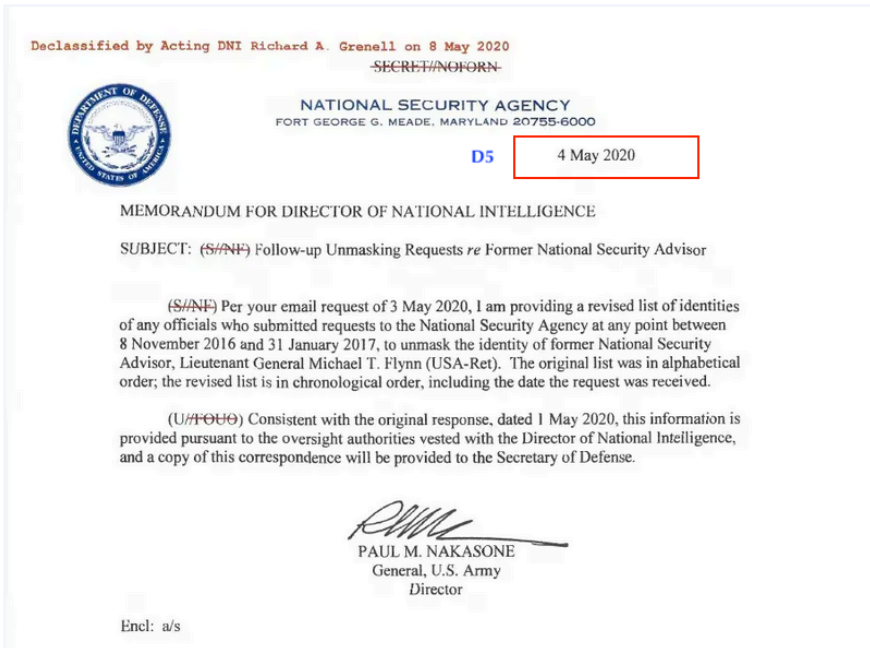 Declassified by Acting DNI Richard A. Grenell on 8 May 2020
SECRET//NOFORN
DEPARTMENT OF DEFENSE
UNITED STATES OF AMERICA
NATIONAL SECURITY AGENCY
FORT GEORGE G. MEADE, MARYLAND 20755-6000
D5 4 May 2020
MEMORANDUM FOR DIRECTOR OF NATIONAL INTELLIGENCE
SUBJECT: (S//NF) Follow-up Unmasking Requests re Former National Security Advisor
(S//NF) Per your email request of 3 May 2020, I am providing a revised list of identities
of any officials who submitted requests to the National Security Agency at any point between
8 November 2016 and 31 January 2017, to unmask the identity of former National Security
Advisor, Lieutenant General Michael T. Flynn (USA-Ret). The original list was in alphabetical
order; the revised list is in chronological order, including the date the request was received.
(U//FOUO) Consistent with the original response, dated 1 May 2020, this information is
provided pursuant to the oversight authorities vested with the Director of National Intelligence,
and a copy of this correspondence will be provided to the Secretary of Defense.
PAUL M. NAKASONE
General, U.S. Army
Director
Encl: a/s